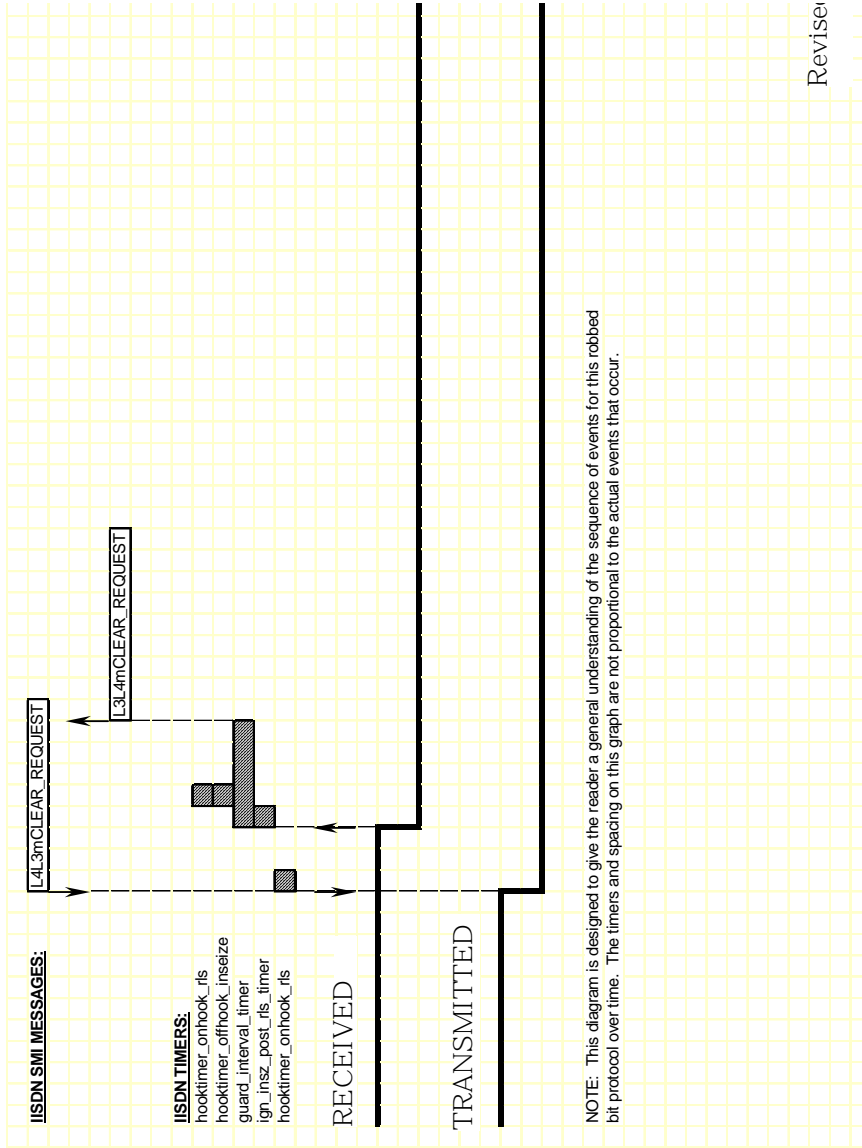 IISDN SMI MESSAGES:
L4L3mCLEAR_REQUEST
L3L4mCLEAR_REQUEST
IISDN TIMERS:
hooktimer_onhook_rls
hooktimer_offhook_inseize
guard_interval_timer
ign_insz_post_rls_timer
hooktimer_onhook_rls
RECEIVED
TRANSMITTED
NOTE: This diagram is designed to give the reader a general understanding of the sequence of events for this robbed
bit protocol over time. The timers and spacing on this graph are not proportional to the actual events that occur.